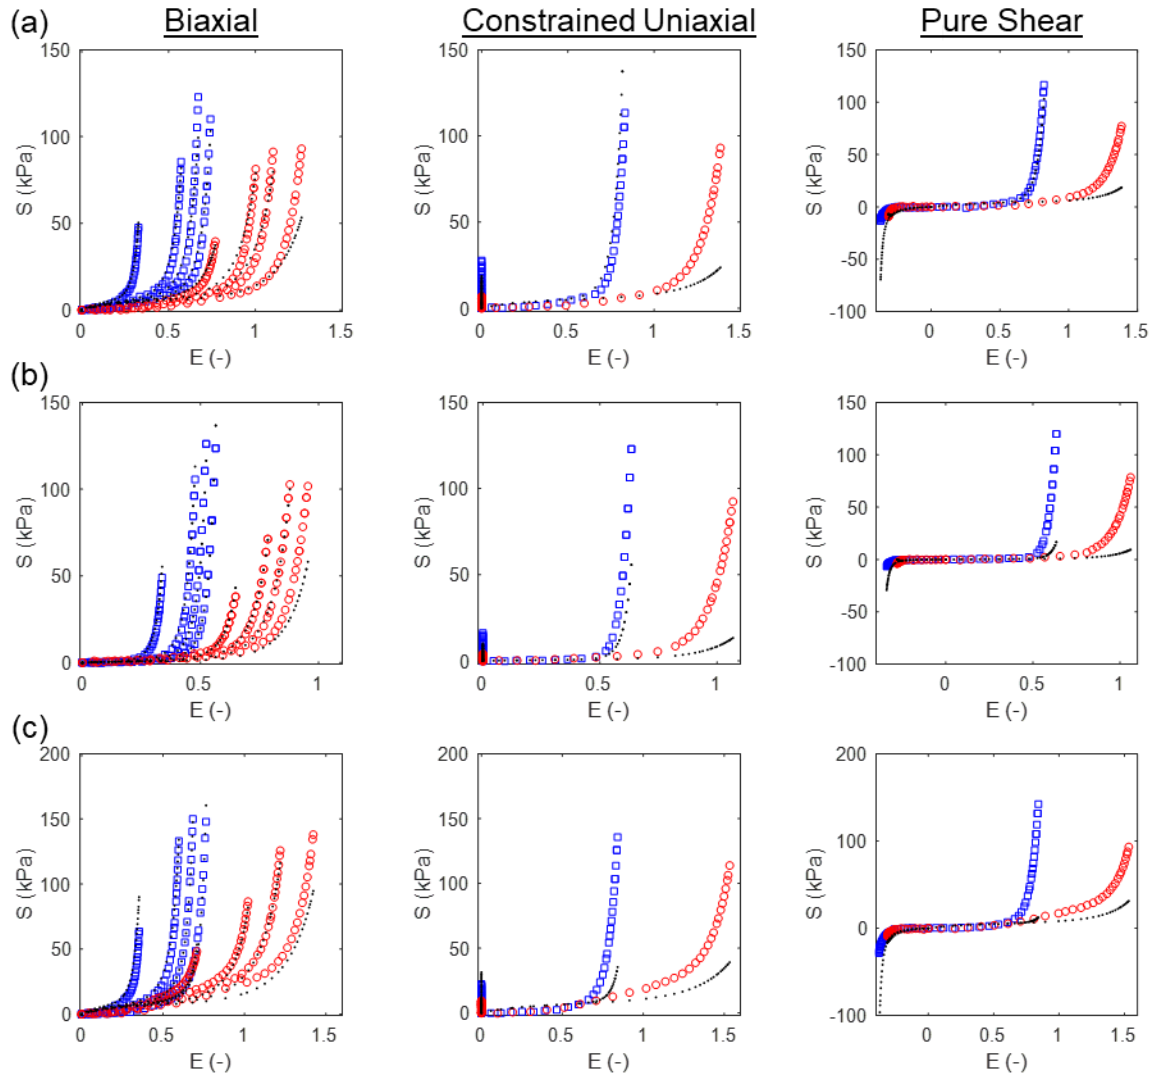 (a) Biaxial Constrained Uniaxial Pure Shear
150 150 150
100 100 100
50 50 50
0 0 0
-50
-100
S (kPa) S (kPa) S (kPa)
0 0.5 1 1.5 0 0.5 1 1.5 0 0.5 1 1.5
E (-) E (-) E (-)
(b)
150 150 150
100 100 100
50 50 50
0 0 0
-50
-100
S (kPa) S (kPa) S (kPa)
0 0.5 1 0 0.5 1 0 0.5 1
E (-) E (-) E (-)
(c)
200 200 200
150 150
100 100 100
50 50
0 0 0
-100
S (kPa) S (kPa) S (kPa)
0 0.5 1 1.5 0 0.5 1 1.5 0 0.5 1 1.5
E (-) E (-) E (-)